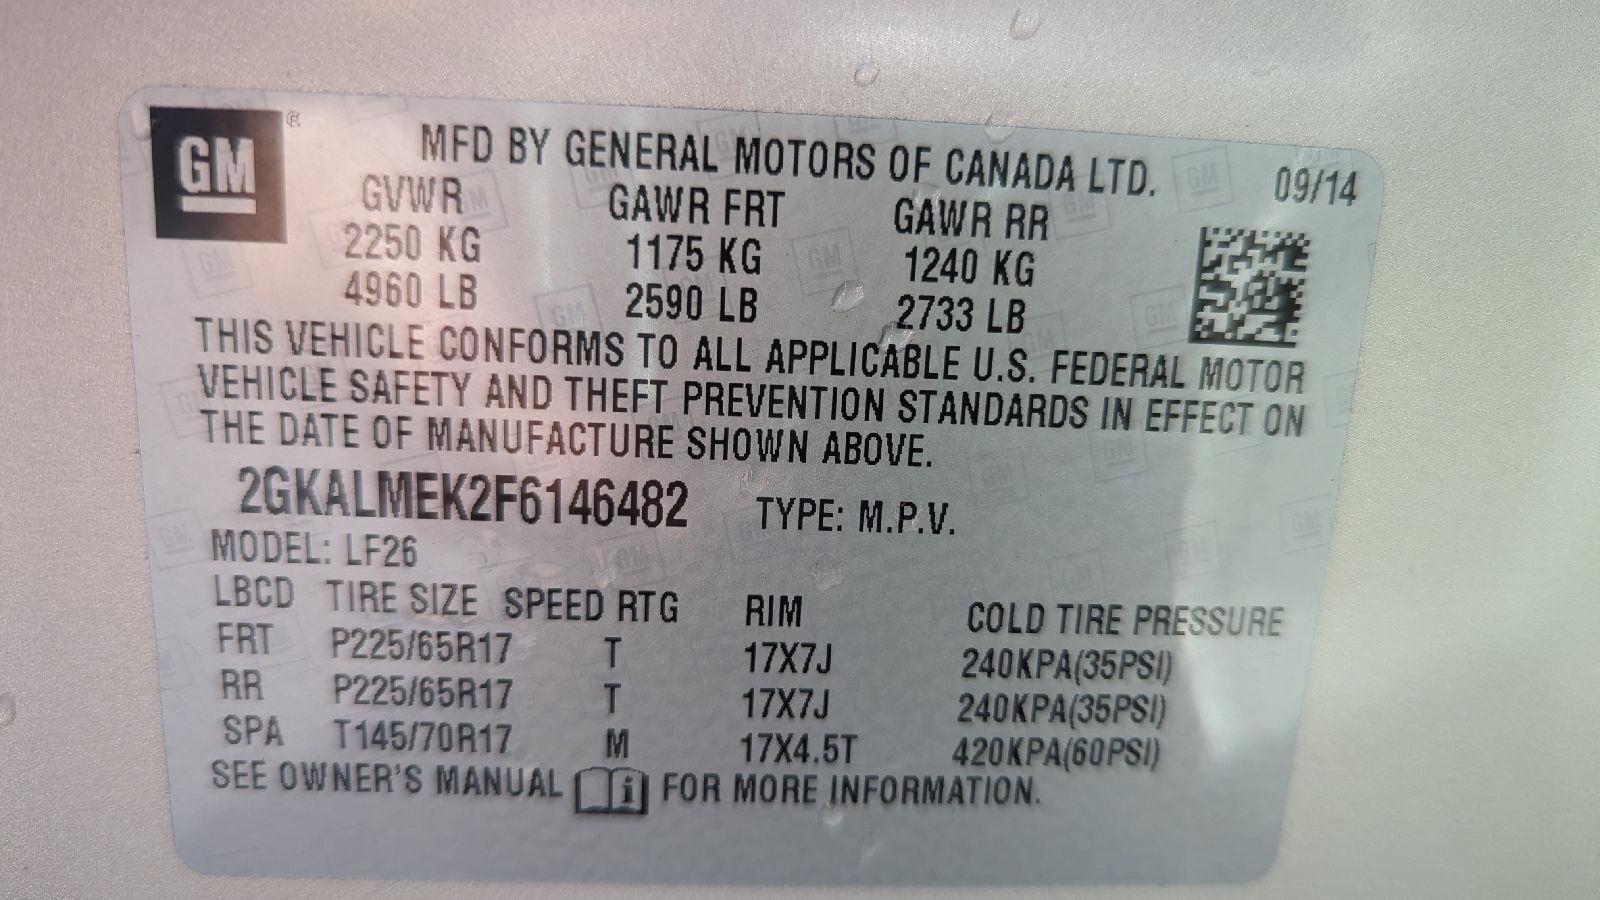 GM ®
MFD BY GENERAL MOTORS OF CANADA LTD. 09/14
GVWR GAWR FRT GAWR RR
2250 KG 1175 KG 1240 KG
4960 LB 2590 LB 2733 LB
THIS VEHICLE CONFORMS TO ALL APPLICABLE U.S. FEDERAL MOTOR
VEHICLE SAFETY AND THEFT PREVENTION STANDARDS IN EFFECT ON
THE DATE OF MANUFACTURE SHOWN ABOVE.
2GKALMEK2F6146482 TYPE: M.P.V.
MODEL: LF26
LBCD TIRE SIZE SPEED RTG RIM COLD TIRE PRESSURE
FRT P225/65R17 T 17X7J 240KPA(35PSI)
RR P225/65R17 T 17X7J 240KPA(35PSI)
SPA T145/70R17 M 17X4.5T 420KPA(60PSI)
SEE OWNER'S MANUAL i FOR MORE INFORMATION.